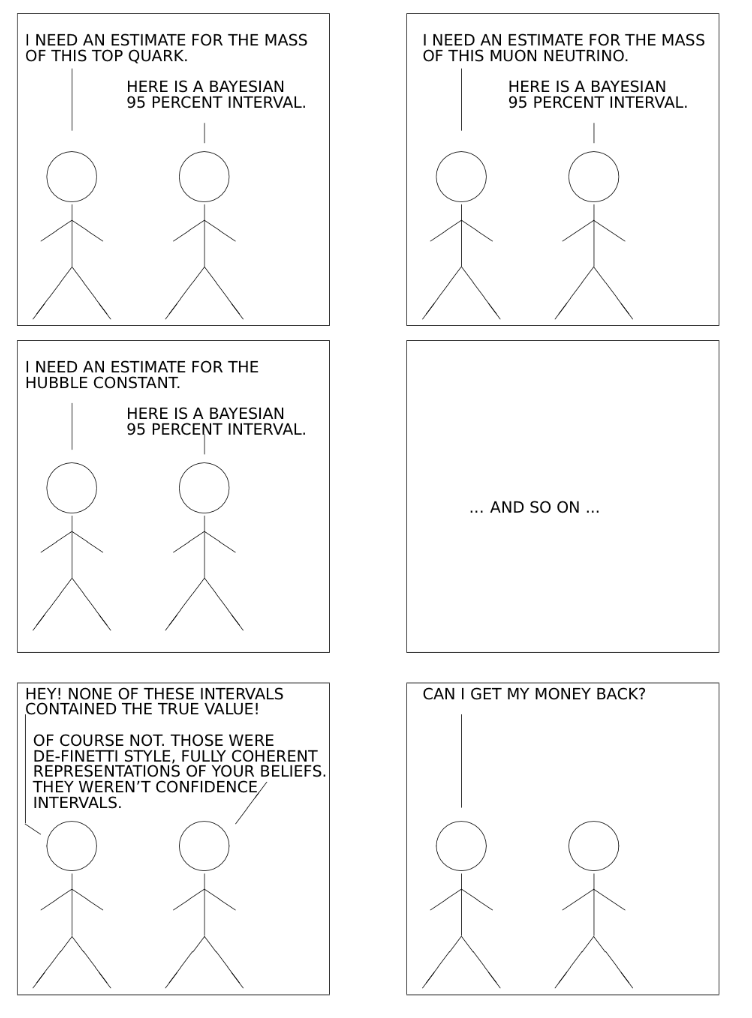 I NEED AN ESTIMATE FOR THE MASS
OF THIS TOP QUARK.
HERE IS A BAYESIAN
95 PERCENT INTERVAL.
I NEED AN ESTIMATE FOR THE MASS
OF THIS MUON NEUTRINO.
HERE IS A BAYESIAN
95 PERCENT INTERVAL.
I NEED AN ESTIMATE FOR THE
HUBBLE CONSTANT.
HERE IS A BAYESIAN
95 PERCENT INTERVAL.
... AND SO ON ...
HEY! NONE OF THESE INTERVALS
CONTAINED THE TRUE VALUE!
OF COURSE NOT. THOSE WERE
DE-FINETTI STYLE, FULLY COHERENT
REPRESENTATIONS OF YOUR BELIEFS.
THEY WEREN'T CONFIDENCE
INTERVALS.
CAN I GET MY MONEY BACK?